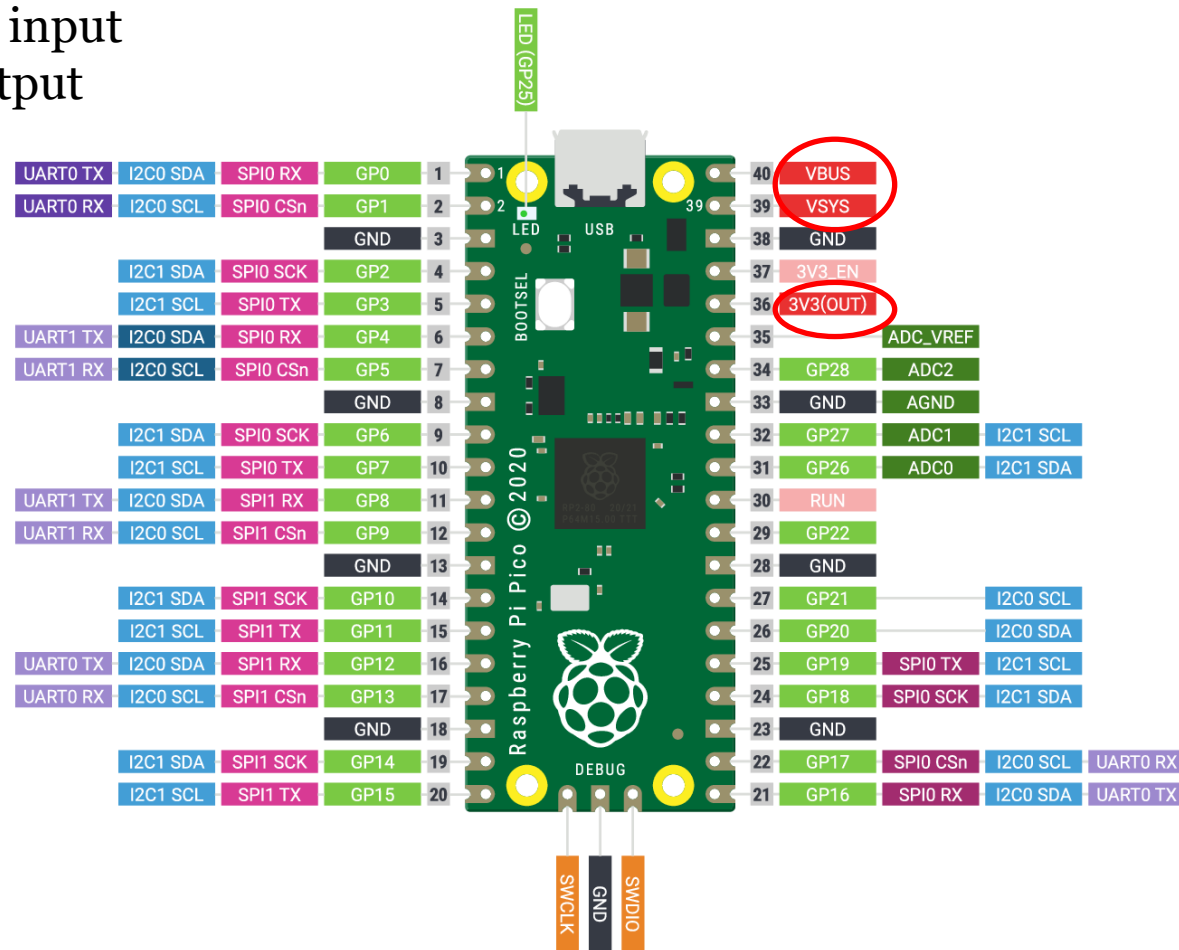 input
tput
LED (GP25)
UART0 TX I2C0 SDA SPI0 RX GP0 1 1 40 VBUS
UART0 RX I2C0 SCL SPI0 CSn GP1 2 2 39 39 VSYS
LED USB
GND 3 38 GND
I2C1 SDA SPI0 SCK GP2 4 37 3V3_EN
BOOTSEL
I2C1 SCL SPI0 TX GP3 5 36 3V3(OUT)
UART1 TX I2C0 SDA SPI0 RX GP4 6 35 ADC_VREF
UART1 RX I2C0 SCL SPI0 CSn GP5 7 34 GP28 ADC2
GND 8 33 GND AGND
I2C1 SDA SPI0 SCK GP6 9 32 GP27 ADC1 I2C1 SCL
I2C1 SCL SPI0 TX GP7 10 31 GP26 ADC0 I2C1 SDA
UART1 TX I2C0 SDA SPI1 RX GP8 11 30 RUN
UART1 RX I2C0 SCL SPI1 CSn GP9 12 29 GP22
GND 13 28 GND
I2C1 SDA SPI1 SCK GP10 14 27 GP21 I2C0 SCL
I2C1 SCL SPI1 TX GP11 15 26 GP20 I2C0 SDA
UART0 TX I2C0 SDA SPI1 RX GP12 16 25 GP19 SPI0 TX I2C1 SCL
UART0 RX I2C0 SCL SPI1 CSn GP13 17 24 GP18 SPI0 SCK I2C1 SDA
Raspberry Pi Pico ©2020
GND 18 23 GND
I2C1 SDA SPI1 SCK GP14 19 22 GP17 SPI0 CSn I2C0 SCL UART0 RX
DEBUG
I2C1 SCL SPI1 TX GP15 20 21 GP16 SPI0 RX I2C0 SDA UART0 TX
SWCLK GND SWDIO